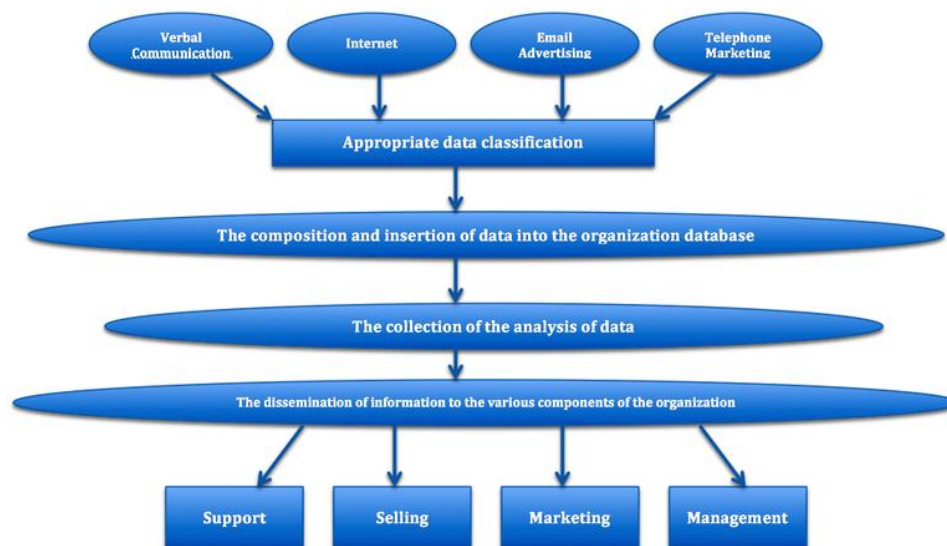 Verbal
Communication
Internet
Email
Advertising
Telephone
Marketing
Appropriate data classification
The composition and insertion of data into the organization database
The collection of the analysis of data
The dissemination of information to the various components of the organization
Support
Selling
Marketing
Management